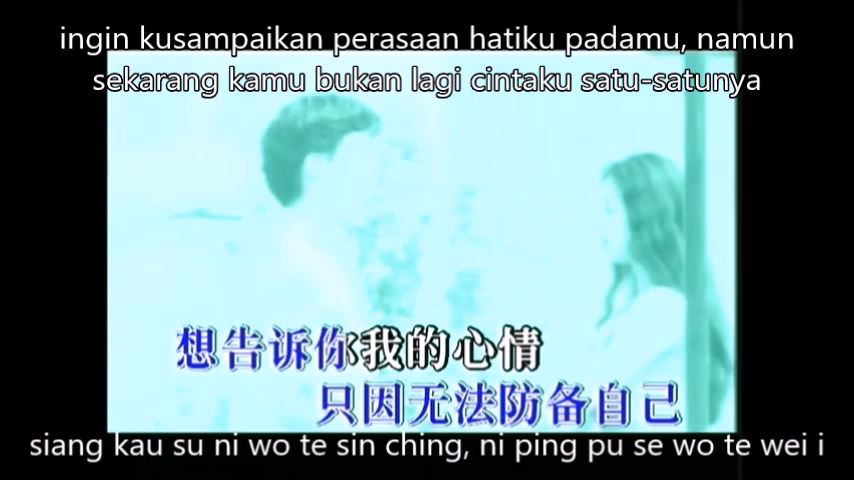 ingin kusampaikan perasaan hatiku padamu, namun
sekarang kamu bukan lagi cintaku satu-satunya
想告诉你我的心情
只因无法防备自己
siang kau su ni wo te sin ching, ni ping pu se wo te wei i